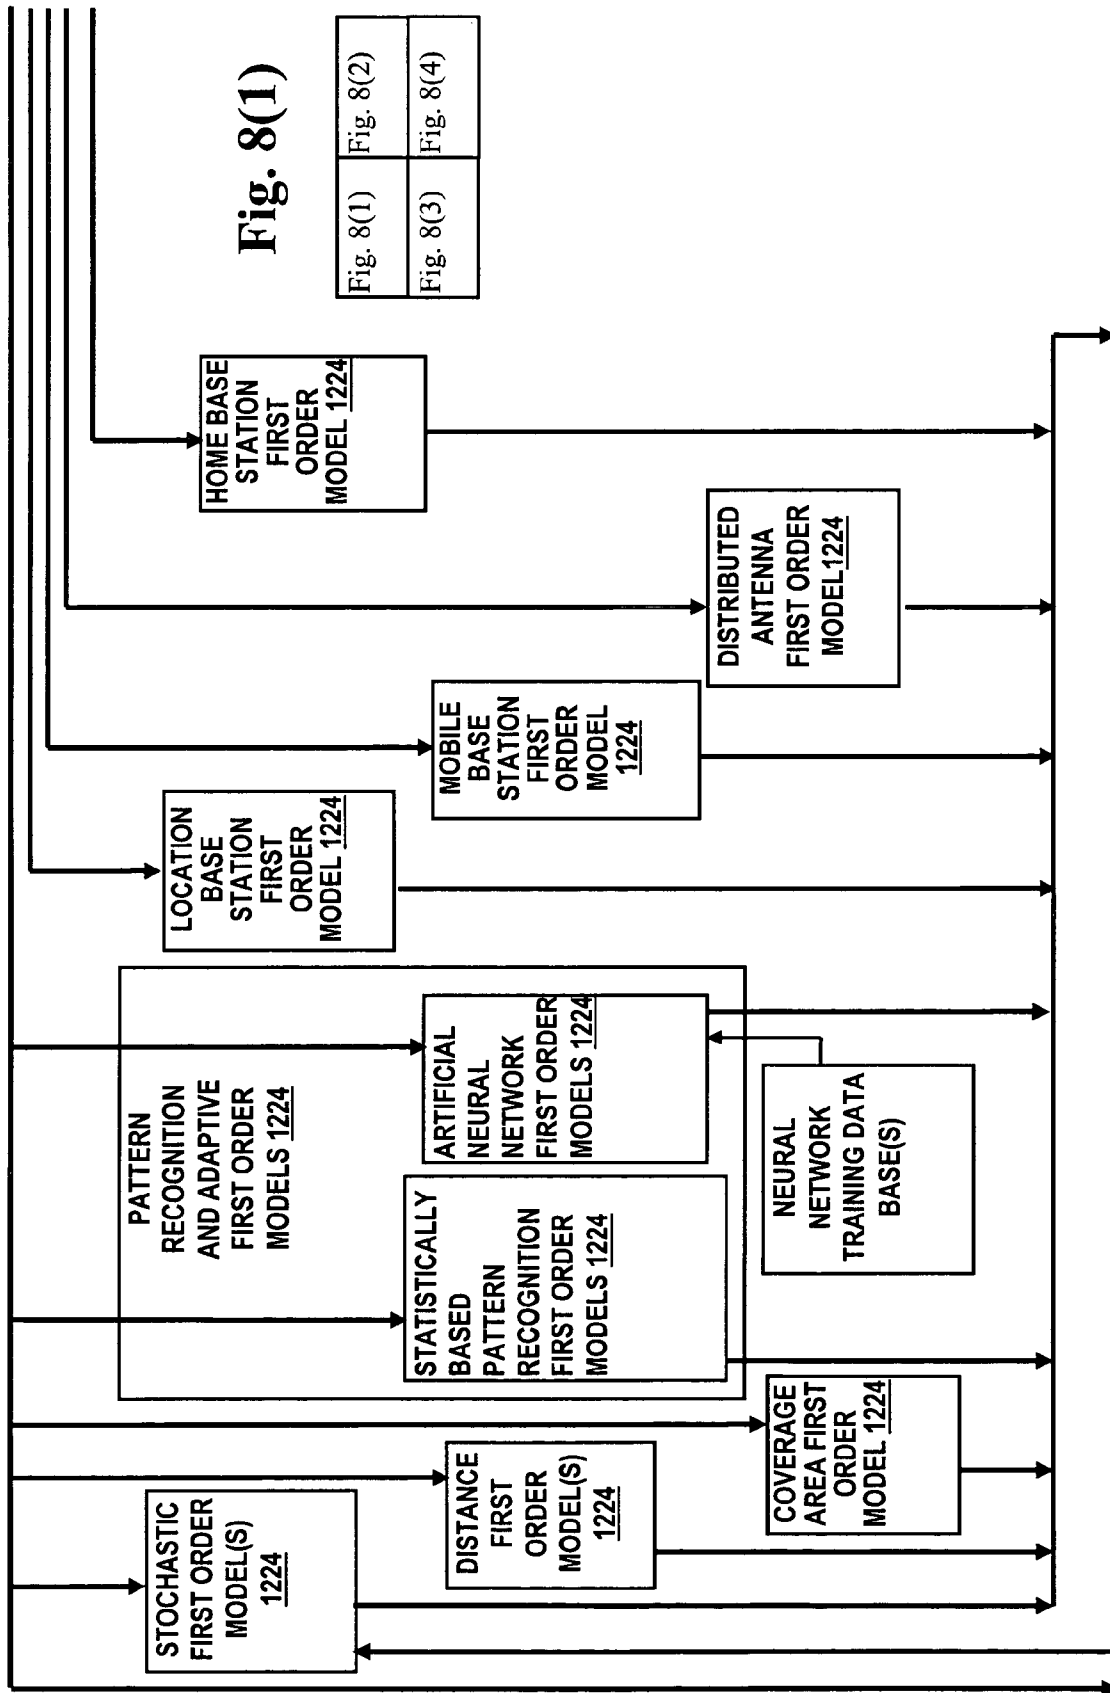 Fig. 8(1)
Fig. 8(1)
Fig. 8(2)
Fig. 8(3)
Fig. 8(4)
STOCHASTIC
FIRST ORDER
MODEL(S)
1224
DISTANCE
FIRST
ORDER
MODEL(S)
1224
COVERAGE
AREA FIRST
ORDER
MODEL 1224
PATTERN
RECOGNITION
AND ADAPTIVE
FIRST ORDER
MODELS 1224
STATISTICALLY
BASED
PATTERN
RECOGNITION
FIRST ORDER
MODELS 1224
ARTIFICIAL
NEURAL
NETWORK
FIRST ORDER
MODELS 1224
NEURAL
NETWORK
TRAINING DATA
BASE(S)
LOCATION
BASE
STATION
FIRST
ORDER
MODEL 1224
MOBILE
BASE
STATION
FIRST
ORDER
MODEL
1224
DISTRIBUTED
ANTENNA
FIRST ORDER
MODEL1224
HOME BASE
STATION
FIRST
ORDER
MODEL 1224